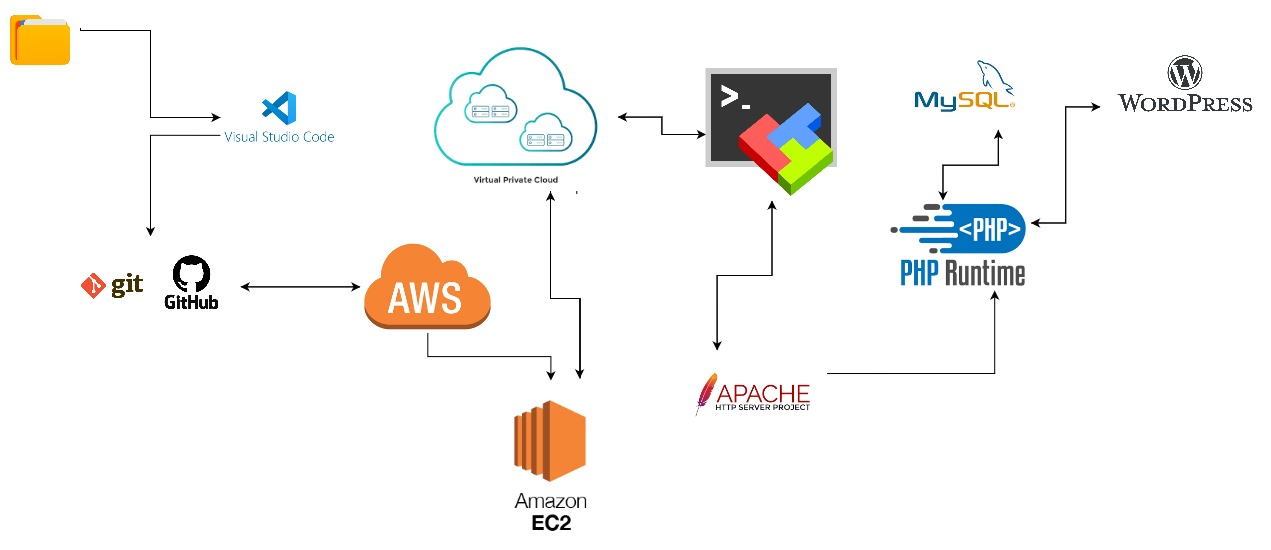 Visual Studio Code
git
GitHub
AWS
Virtual Private Cloud
Amazon
EC2
>_
APACHE
HTTP SERVER PROJECT
MySQL®
<PHP>
PHP Runtime
W
WORDPRESS